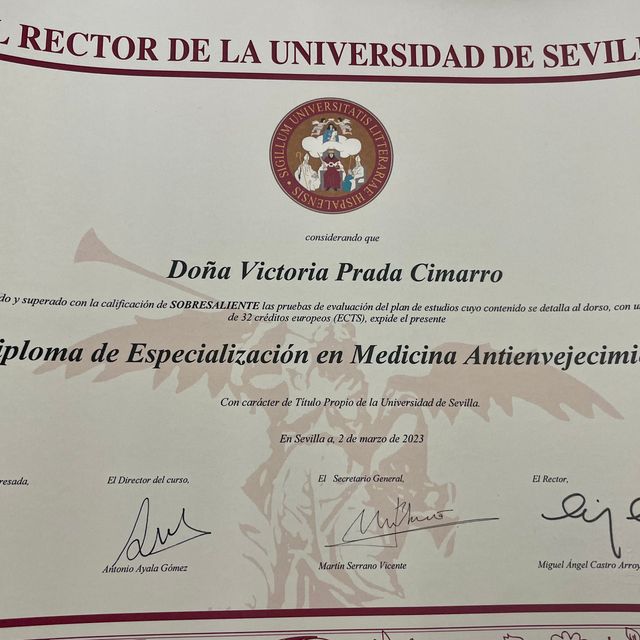 L RECTOR DE LA UNIVERSIDAD DE SEVILL
SIGILLUM UNIVERSITATIS LITTERARIAE HISPALENSIS
considerando que
Doña Victoria Prada Cimarro
do y superado con la calificación de SOBRESALIENTE las pruebas de evaluación del plan de estudios cuyo contenido se detalla al dorso, con un
de 32 créditos europeos (ECTS), expide el presente
iploma de Especialización en Medicina Antienvejecimie
Con carácter de Título Propio de la Universidad de Sevilla.
En Sevilla a, 2 de marzo de 2023
resada, El Director del curso, El Secretario General, El Rector,
Antonio Ayala Gómez Martín Serrano Vicente Miguel Ángel Castro Arroy